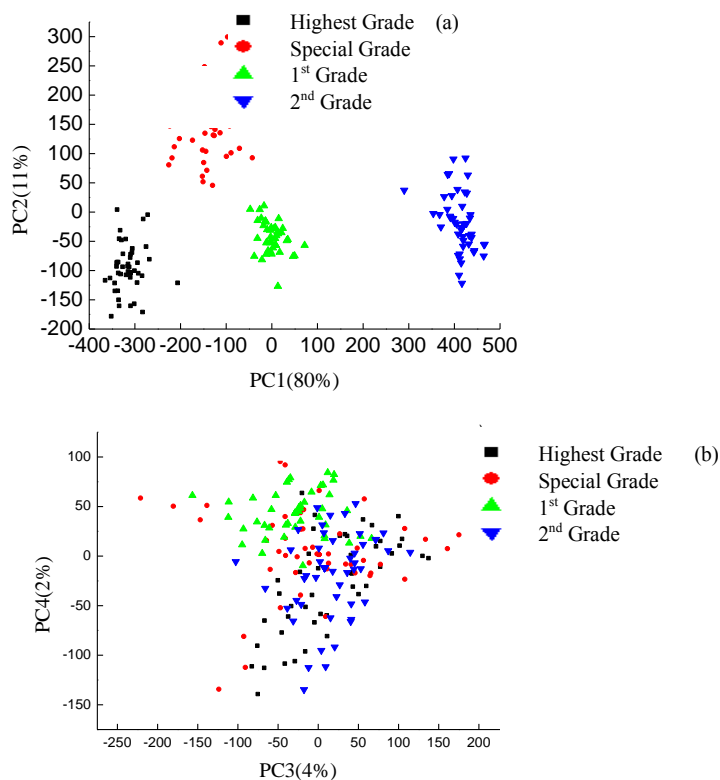 Highest Grade (a)
Special Grade
1st Grade
2nd Grade
300
250
200
150
100
50
0
-50
-100
-150
-200
PC2(11%)
-400 -300 -200 -100 0 100 200 300 400 500
PC1(80%)
Highest Grade (b)
Special Grade
1st Grade
2nd Grade
100
50
0
-50
-100
-150
PC4(2%)
-250 -200 -150 -100 -50 0 50 100 150 200
PC3(4%)